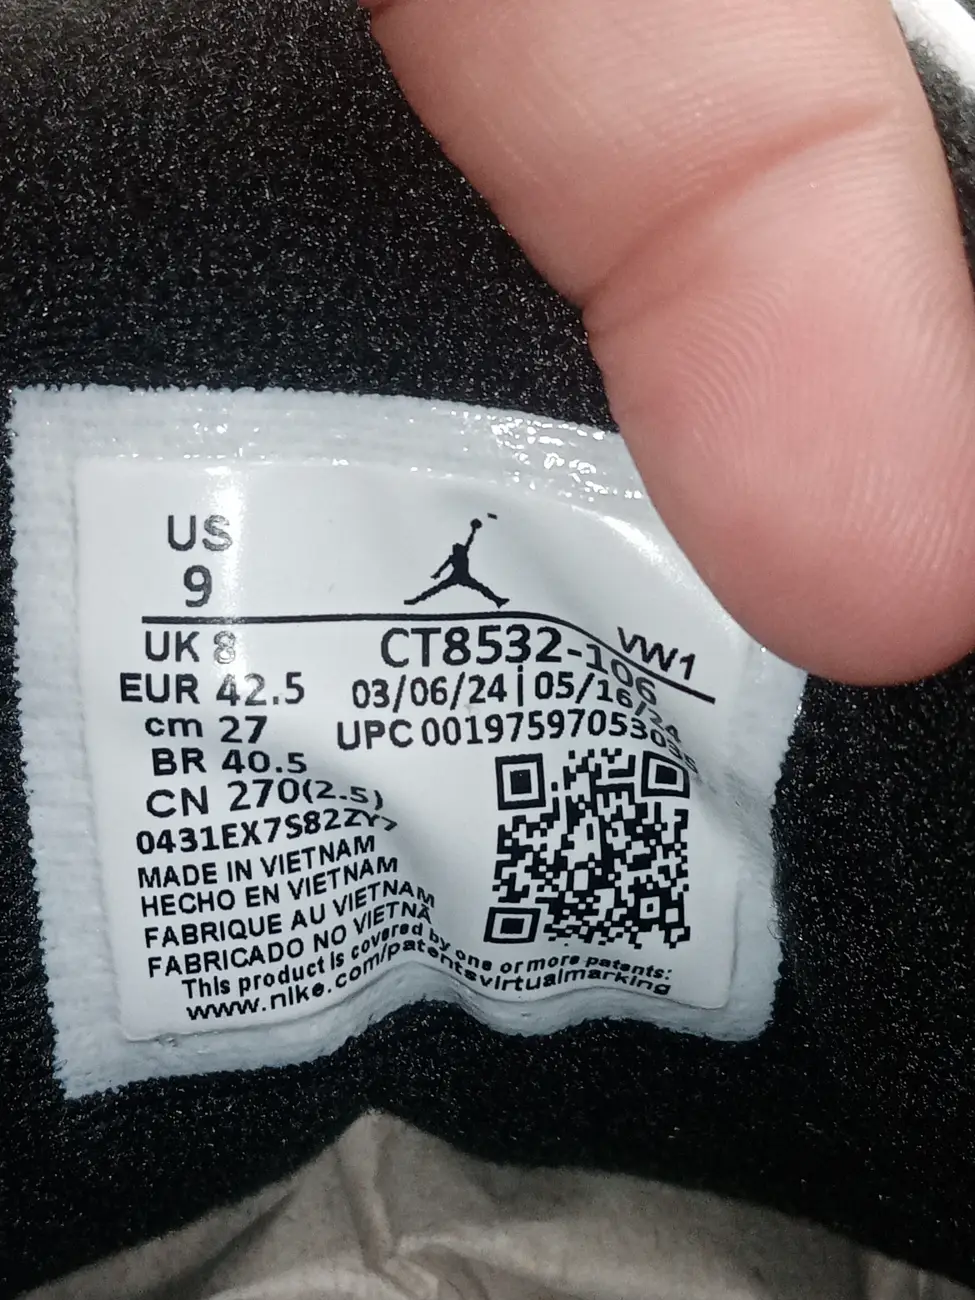 US
9
VW1
UK 8
CT8532-106
EUR 42.5
03/06/24 | 05/16/24
cm 27
UPC 00197597053035
BR 40.5
CN 270(2.5)
0431EX7S82ZY7
MADE IN VIETNAM
HECHO EN VIETNAM
FABRIQUE AU VIETNAM
FABRICADO NO VIETNÃ
This product is covered by one or more patents:
www.nike.com/patentsvirtualmarking